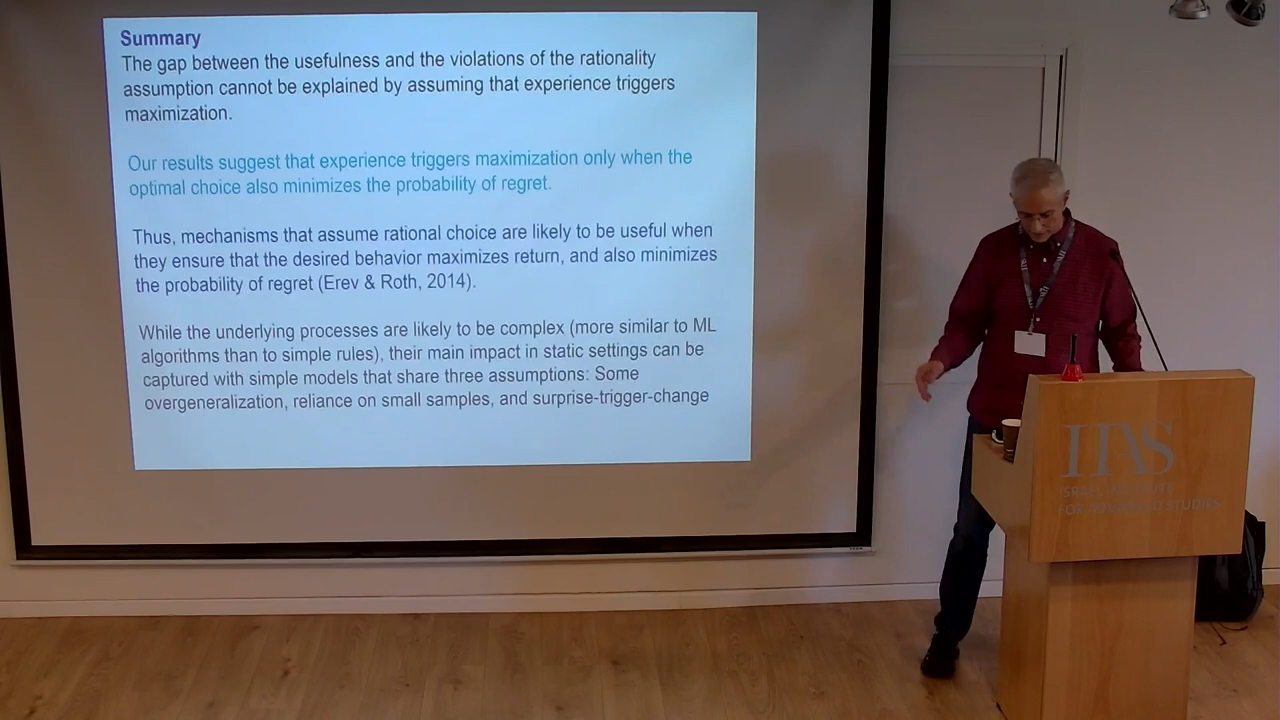 Summary
The gap between the usefulness and the violations of the rationality
assumption cannot be explained by assuming that experience triggers
maximization.
Our results suggest that experience triggers maximization only when the
optimal choice also minimizes the probability of regret.
Thus, mechanisms that assume rational choice are likely to be useful when
they ensure that the desired behavior maximizes return, and also minimizes
the probability of regret (Erev & Roth, 2014).
While the underlying processes are likely to be complex (more similar to ML
algorithms than to simple rules), their main impact in static settings can be
captured with simple models that share three assumptions: Some
overgeneralization, reliance on small samples, and surprise-trigger-change
IIAS
ISRAEL INSTITUTE
FOR ADVANCED STUDIES